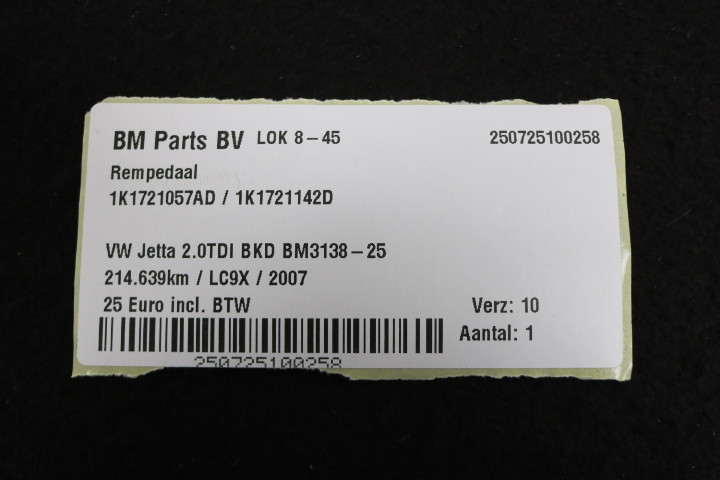 BM Parts BV LOK 8-45 250725100258
Rempedaal
1K1721057AD / 1K1721142D
VW Jetta 2.0TDI BKD BM3138-25
214.639km / LC9X / 2007
25 Euro incl. BTW Verz: 10
Aantal: 1
250725100258